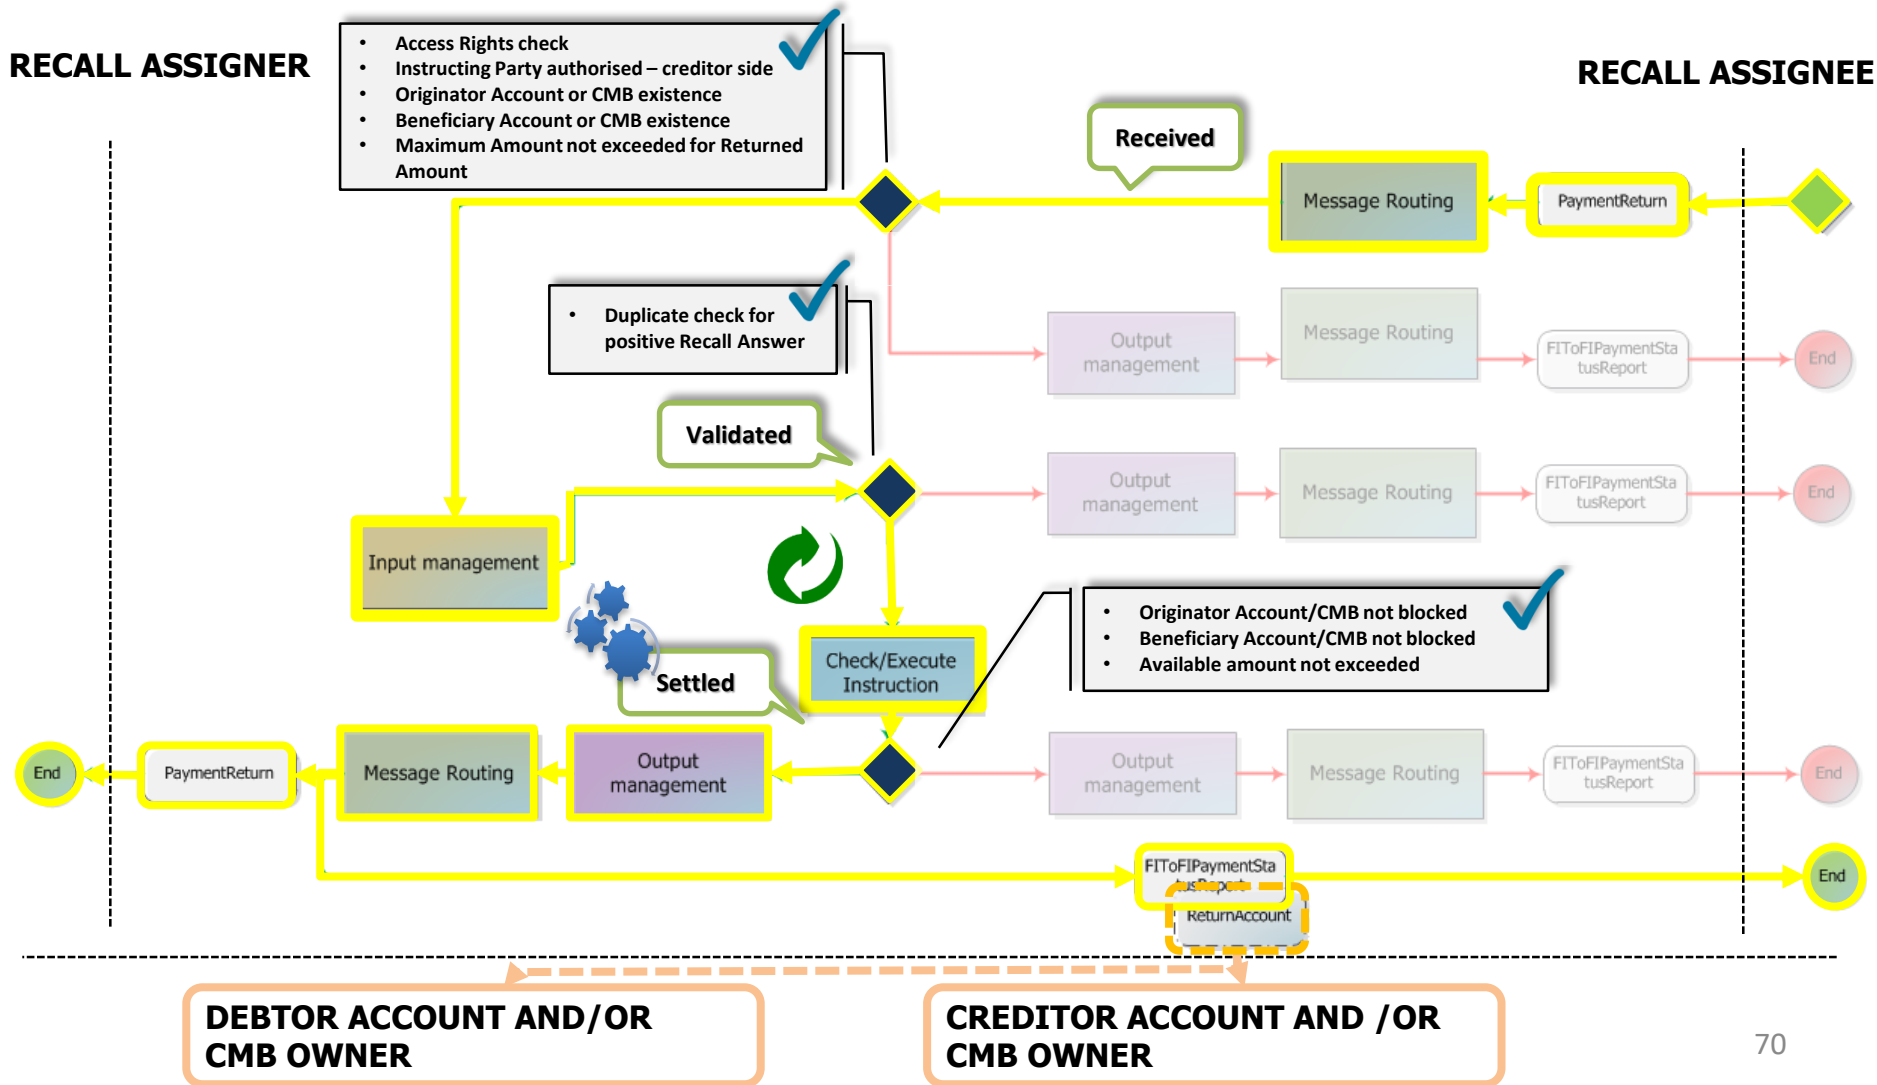 RECALL ASSIGNER
• Access Rights check
• Instructing Party authorised – creditor side
• Originator Account or CMB existence
• Beneficiary Account or CMB existence
• Maximum Amount not exceeded for Returned
Amount
RECALL ASSIGNEE
Received
Message Routing
PaymentReturn
• Duplicate check for
positive Recall Answer
Output
management
Message Routing
FIToFIPaymentSta
tusReport
End
Validated
Output
management
Message Routing
FIToFIPaymentSta
tusReport
End
Input management
• Originator Account/CMB not blocked
• Beneficiary Account/CMB not blocked
• Available amount not exceeded
Check/Execute
Instruction
Settled
End
PaymentReturn
Message Routing
Output
management
Output
management
Message Routing
FIToFIPaymentSta
tusReport
End
FIToFIPaymentSta
tusReport
End
ReturnAccount
DEBTOR ACCOUNT AND/OR
CMB OWNER
CREDITOR ACCOUNT AND /OR
CMB OWNER
70